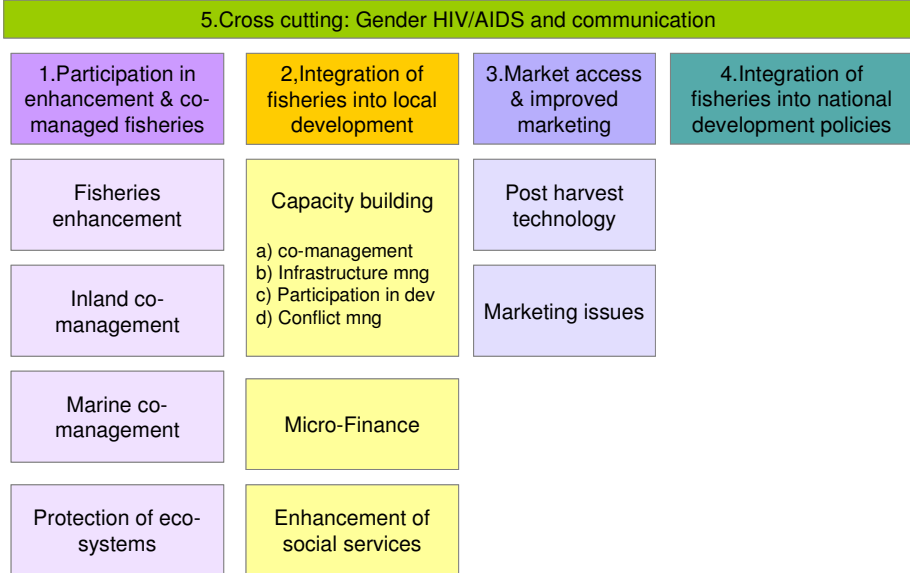 5.Cross cutting: Gender HIV/AIDS and communication
1.Participation in
enhancement & co-
managed fisheries
2,Integration of
fisheries into local
development
3.Market access
& improved
marketing
4.Integration of
fisheries into national
development policies
Fisheries
enhancement
Inland co-
management
Marine co-
management
Protection of eco-
systems
Capacity building
a) co-management
b) Infrastructure mng
c) Participation in dev
d) Conflict mng
Micro-Finance
Enhancement of
social services
Post harvest
technology
Marketing issues